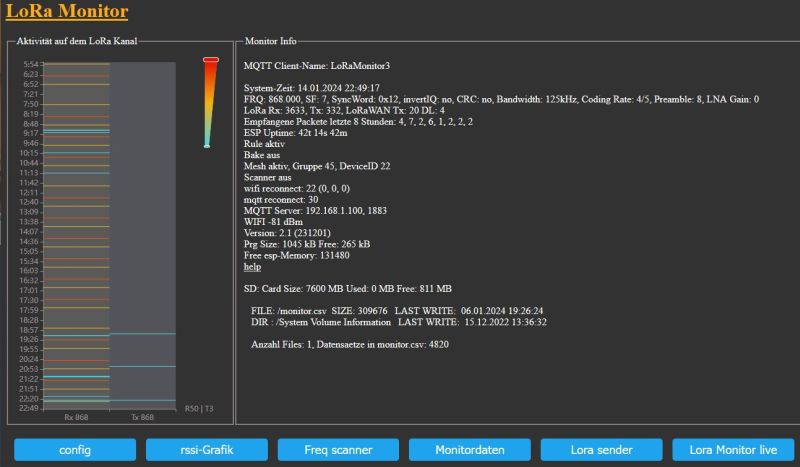 LoRa Monitor
Aktivität auf dem LoRa Kanal
5:54
6:23
6:52
7:21
7:50
8:19
8:48
9:17
9:46
10:15
10:44
11:13
11:42
12:11
12:40
13:09
13:38
14:07
14:36
15:05
15:34
16:03
16:32
17:01
17:30
17:59
18:28
18:57
19:26
19:55
20:24
20:53
21:22
21:51
22:20
22:49
Rx 868
Tx 868
R50 | T3
Monitor Info
MQTT Client-Name: LoRaMonitor3
System-Zeit: 14.01.2024 22:49:17
FRQ: 868.000, SF: 7, SyncWord: 0x12, invertIQ: no, CRC: no, Bandwidth: 125kHz, Coding Rate: 4/5, Preamble: 8, LNA Gain: 0
LoRa Rx: 3633, Tx: 332, LoRaWAN Tx: 20 DL: 4
Empfangene Packete letzte 8 Stunden: 4, 7, 2, 6, 1, 2, 2, 2
ESP Uptime: 42t 14s 42m
Rule aktiv
Bake aus
Mesh aktiv, Gruppe 45, DeviceID 22
Scanner aus
wifi reconnect: 22 (0, 0, 0)
mqtt reconnect: 30
MQTT Server: 192.168.1.100, 1883
WIFI -81 dBm
Version: 2.1 (231201)
Prg Size: 1045 kB Free: 265 kB
Free esp-Memory: 131480
help
SD: Card Size: 7600 MB Used: 0 MB Free: 811 MB
FILE: /monitor.csv SIZE: 309676 LAST WRITE: 06.01.2024 19:26:24
DIR : /System Volume Information LAST WRITE: 15.12.2022 13:36:32
Anzahl Files: 1, Datensaetze in monitor.csv: 4820
config
rssi-Grafik
Freq scanner
Monitordaten
Lora sender
Lora Monitor live